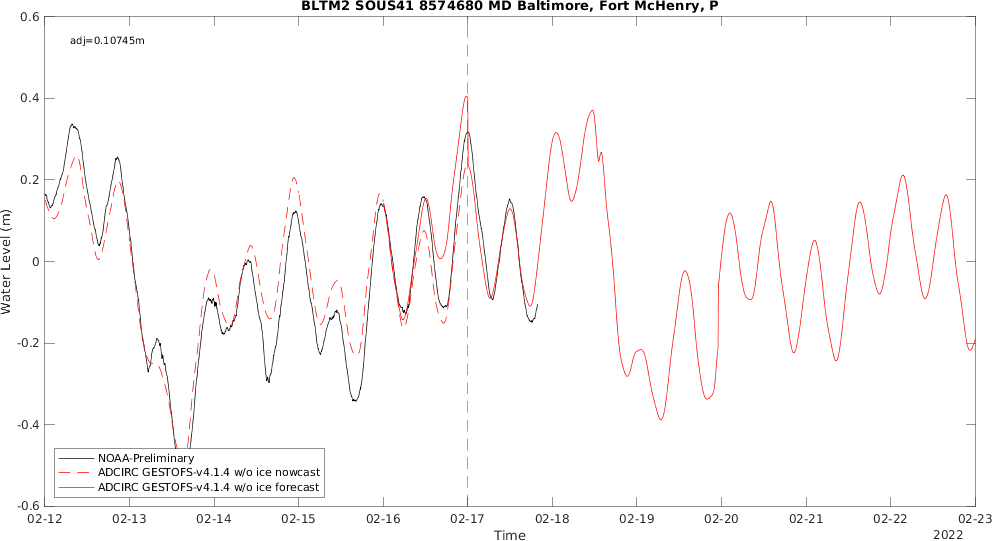 BLTM2 SOUS41 8574680 MD Baltimore, Fort McHenry, P
adj=0.10745m
0.6
0.4
0.2
0
-0.2
-0.4
-0.6
Water Level (m)
NOAA-Preliminary
ADCIRC GESTOFS-v4.1.4 w/o ice nowcast
ADCIRC GESTOFS-v4.1.4 w/o ice forecast
02-12 02-13 02-14 02-15 02-16 02-17 02-18 02-19 02-20 02-21 02-22 02-23
Time
2022